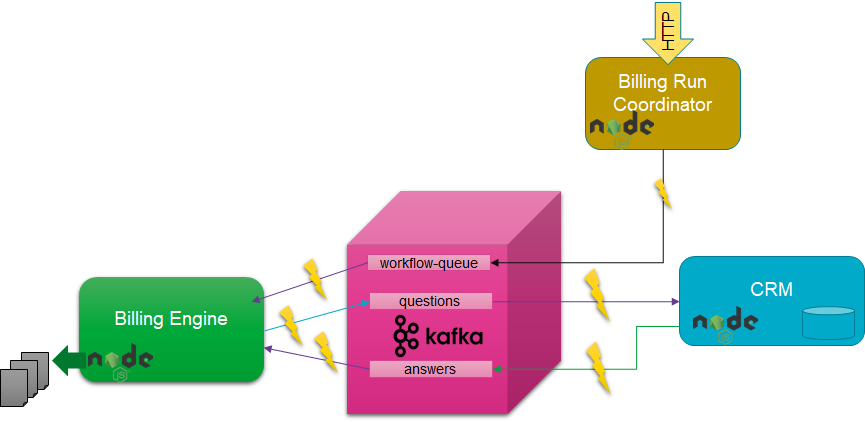 HTTP
Billing Run
Coordinator
node
JS
workflow-queue
questions
kafka
answers
Billing Engine
node
JS
CRM
node
JS